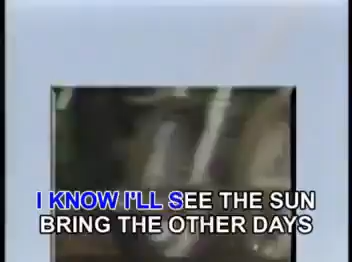 I KNOW I'LL SEE THE SUN
BRING THE OTHER DAYS